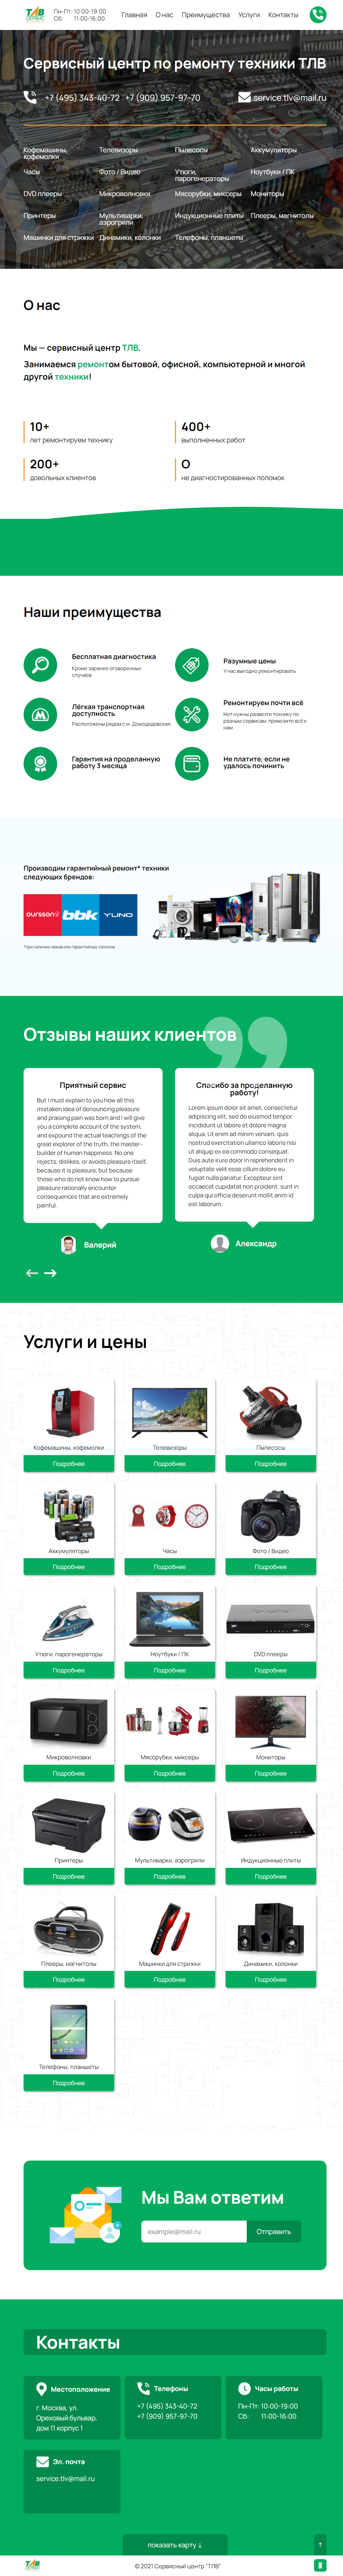 ТЛВ
СЕРВИС
Пн-Пт: 10:00-19:00
Сб: 11:00-16:00
Главная О нас Преимущества Услуги Контакты
Сервисный центр по ремонту техники ТЛВ
+7 (495) 343-40-72 +7 (909) 957-97-70 service.tlv@mail.ru
Кофемашины,
кофемолки
Телевизоры
Пылесосы
Аккумуляторы
Часы
Фото / Видео
Утюги,
парогенераторы
Ноутбуки / ПК
DVD плееры
Микроволновки
Мясорубки, миксеры
Мониторы
Принтеры
Мультиварки,
аэрогрили
Индукционные плиты
Плееры, магнитолы
Машинки для стрижки
Динамики, колонки
Телефоны, планшеты
О нас
Мы — сервисный центр ТЛВ.
Занимаемся ремонтом бытовой, офисной, компьютерной и многой
другой техники!
10+
лет ремонтируем технику
400+
выполненных работ
200+
довольных клиентов
0
не диагностированных поломок
Наши преимущества
Бесплатная диагностика
Кроме заранее оговоренных
случаев
Разумные цены
У нас выгодно ремонтировать
Лёгкая транспортная
доступность
Расположены рядом с м. Домодедовская
Ремонтируем почти всё
Нет нужны развозти технику по
разным сервисам, привозите всё к
нам
Гарантия на проделанную
работу 3 месяца
Не платите, если не
удалось починить
Производим гарантийный ремонт* техники
следующих брендов:
oursson
bbk
YUNO
*при наличии чеков или гарантийных талонов
Отзывы наших клиентов
Приятный сервис
But I must explain to you how all this
mistaken idea of denouncing pleasure
and praising pain was born and I will give
you a complete account of the system,
and expound the actual teachings of the
great explorer of the truth, the master-
builder of human happiness. No one
rejects, dislikes, or avoids pleasure itself,
because it is pleasure, but because
those who do not know how to pursue
pleasure rationally encounter
consequences that are extremely
painful.
Валерий
Спасибо за проделанную
работу!
Lorem ipsum dolor sit amet, consectetur
adipiscing elit, sed do eiusmod tempor
incididunt ut labore et dolore magna
aliqua. Ut enim ad minim veniam, quis
nostrud exercitation ullamco laboris nisi
ut aliquip ex ea commodo consequat.
Duis aute irure dolor in reprehenderit in
voluptate velit esse cillum dolore eu
fugiat nulla pariatur. Excepteur sint
occaecat cupidatat non proident, sunt in
culpa qui officia deserunt mollit anim id
est laborum.
Александр
Услуги и цены
Кофемашины, кофемолки
Подробнее
Телевизоры
Подробнее
Пылесосы
Подробнее
Аккумуляторы
Подробнее
Часы
Подробнее
Фото / Видео
Подробнее
Утюги, парогенераторы
Подробнее
Ноутбуки / ПК
Подробнее
DVD плееры
Подробнее
Микроволновки
Подробнее
Мясорубки, миксеры
Подробнее
Мониторы
Подробнее
Принтеры
Подробнее
Мультиварки, аэрогрили
Подробнее
Индукционные плиты
Подробнее
Плееры, магнитолы
Подробнее
Машинки для стрижки
Подробнее
Динамики, колонки
Подробнее
Телефоны, планшеты
Подробнее
Мы Вам ответим
example@mail.ru
Отправить
Контакты
Местоположение
г. Москва, ул.
Ореховый бульвар,
дом 11 корпус 1
Телефоны
+7 (495) 343-40-72
+7 (909) 957-97-70
Часы работы
Пн-Пт: 10:00-19:00
Сб: 11:00-16:00
Эл. почта
service.tlv@mail.ru
показать карту ↓
↑
ТЛВ
© 2021 Сервисный центр "ТЛВ"